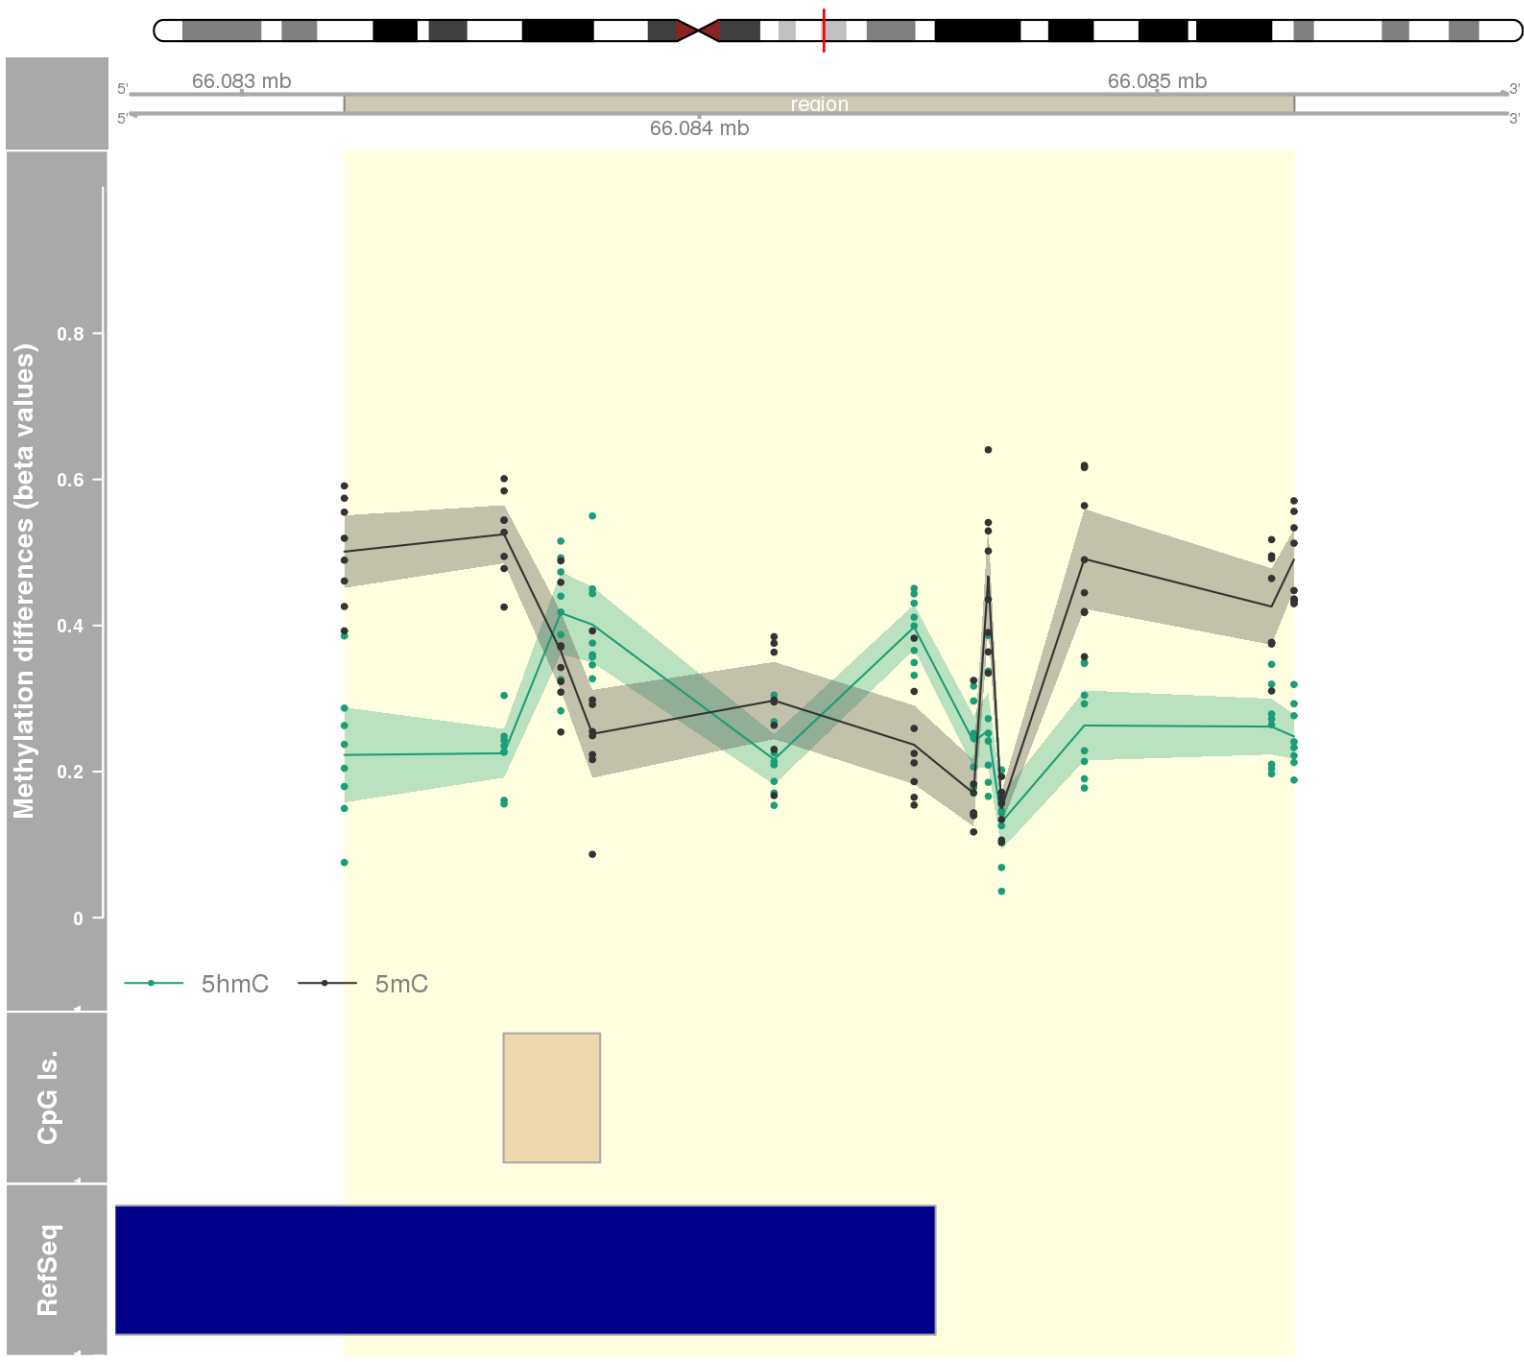 66.083 mb
66.085 mb
5'
3'
region
5'
3'
66.084 mb
Methylation differences (beta values)
0.8
0.6
0.4
0.2
0
5hmC
5mC
CpG Is.
RefSeq